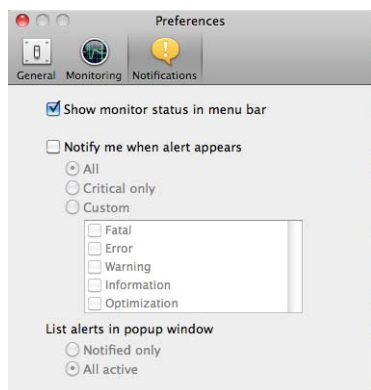 Preferences
General Monitoring Notifications
Show monitor status in menu bar
Notify me when alert appears
All
Critical only
Custom
Fatal
Error
Warning
Information
Optimization
List alerts in popup window
Notified only
All active